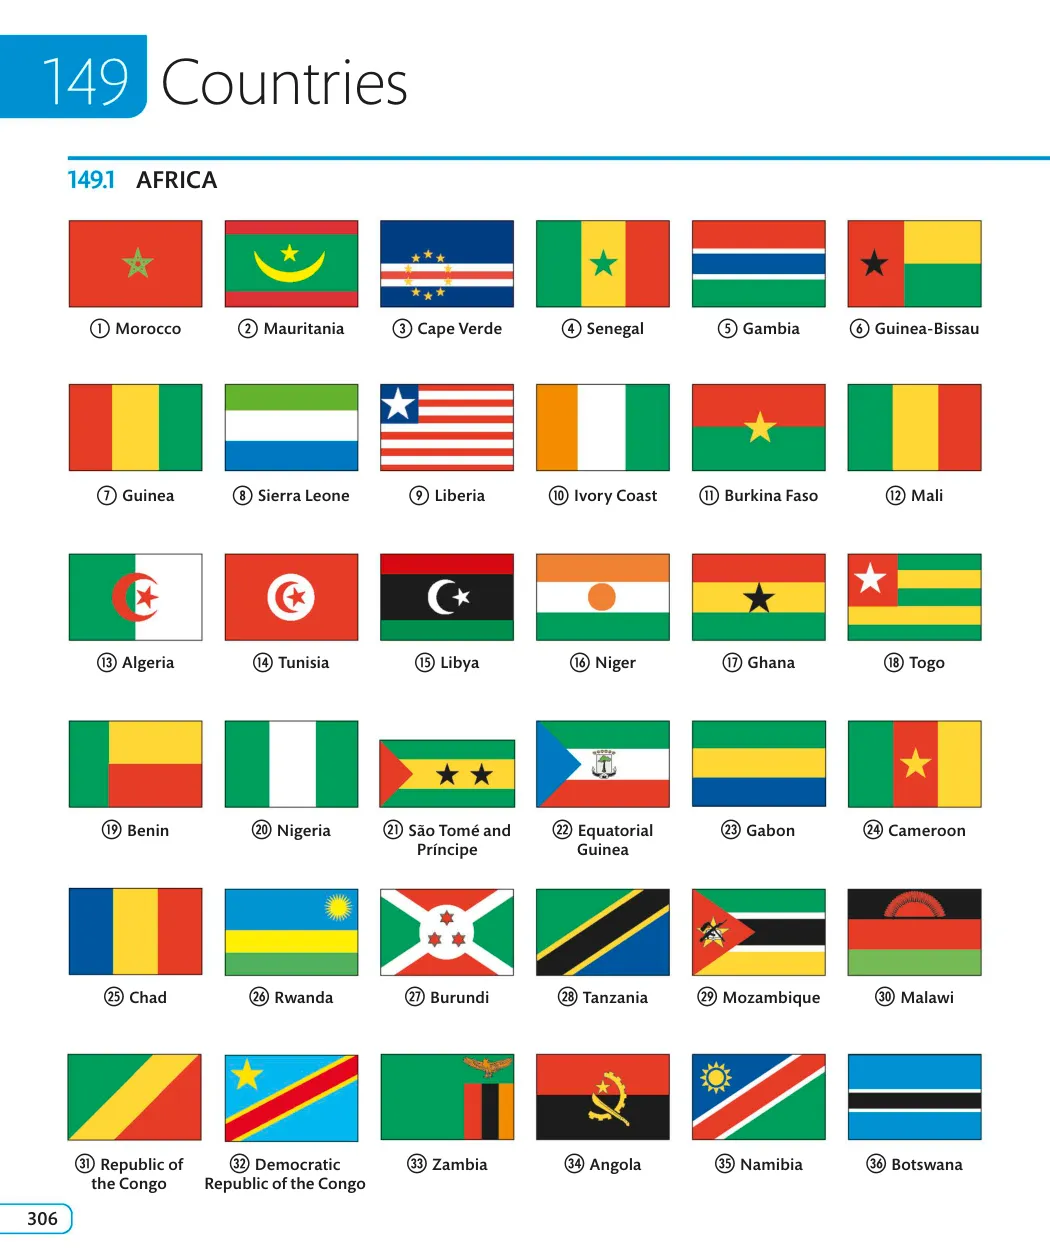 149 Countries
149.1 AFRICA
1 Morocco
2 Mauritania
3 Cape Verde
4 Senegal
5 Gambia
6 Guinea-Bissau
7 Guinea
8 Sierra Leone
9 Liberia
10 Ivory Coast
11 Burkina Faso
12 Mali
13 Algeria
14 Tunisia
15 Libya
16 Niger
17 Ghana
18 Togo
19 Benin
20 Nigeria
21 São Tomé and
Príncipe
22 Equatorial
Guinea
23 Gabon
24 Cameroon
25 Chad
26 Rwanda
27 Burundi
28 Tanzania
29 Mozambique
30 Malawi
31 Republic of
the Congo
32 Democratic
Republic of the Congo
33 Zambia
34 Angola
35 Namibia
36 Botswana
306